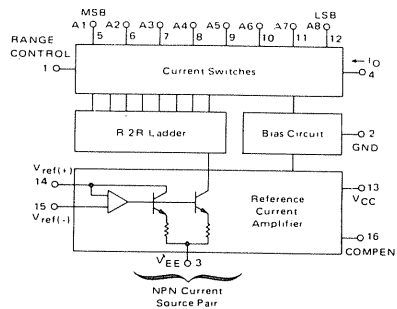 MSB
LSB
A1 A2 A3 A4 A5 A6 A7 A8
5 6 7 8 9 10 11 12
RANGE
CONTROL
1
Current Switches
IO
4
R 2R Ladder
Bias Circuit
2
GND
Vref(+)
14
15
Vref(-)
Reference
Current
Amplifier
13
VCC
16
COMPEN
VEE 3
NPN Current
Source Pair